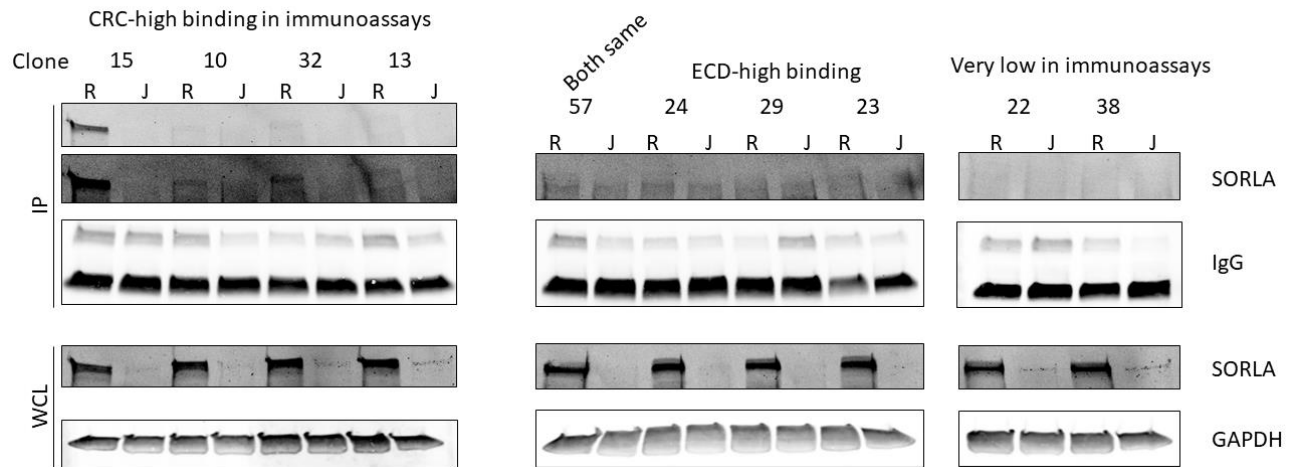 CRC-high binding in immunoassays
Clone 15 10 32 13
R J R J R J R J
Both same
ECD-high binding
57 24 29 23
R J R J R J R J
Very low in immunoassays
22 38
R J R J
IP
SORLA
IgG
WCL
SORLA
GAPDH